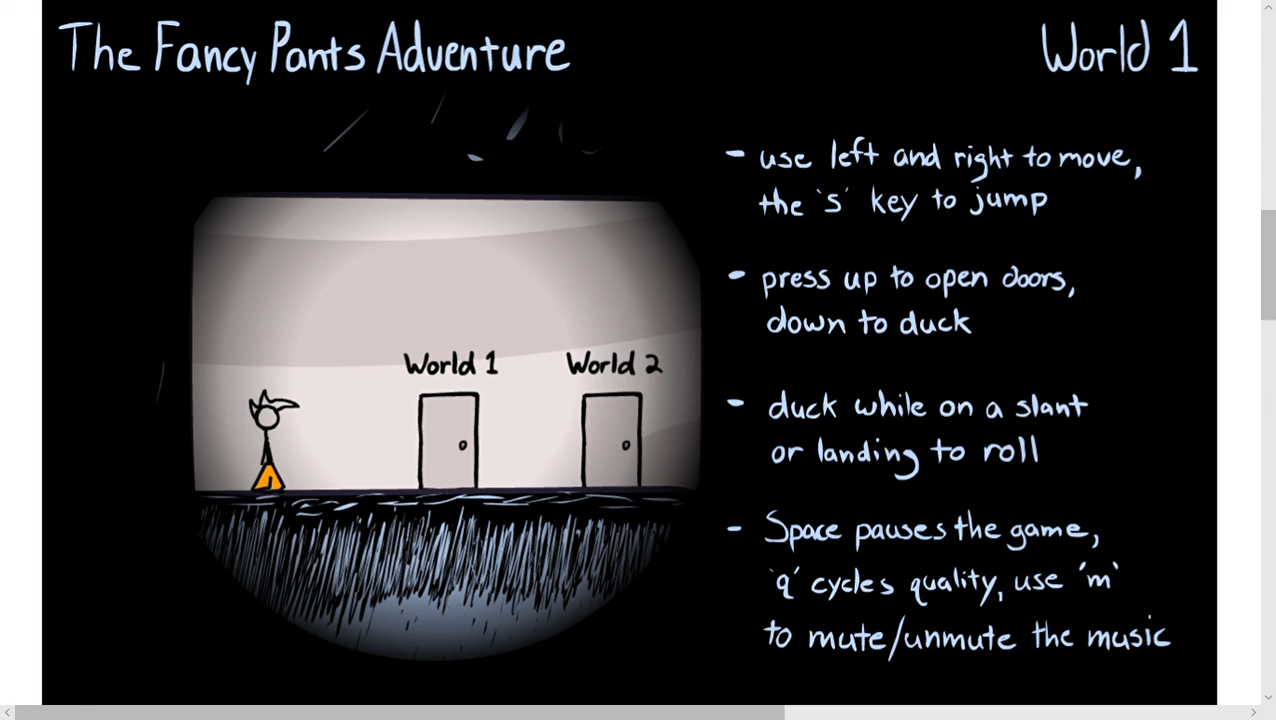 The Fancy Pants Adventure
World 1
- use left and right to move,
the 's' key to jump
- press up to open doors,
down to duck
- duck while on a slant
or landing to roll
- Space pauses the game,
'q' cycles quality, use 'm'
to mute/unmute the music
World 1
World 2